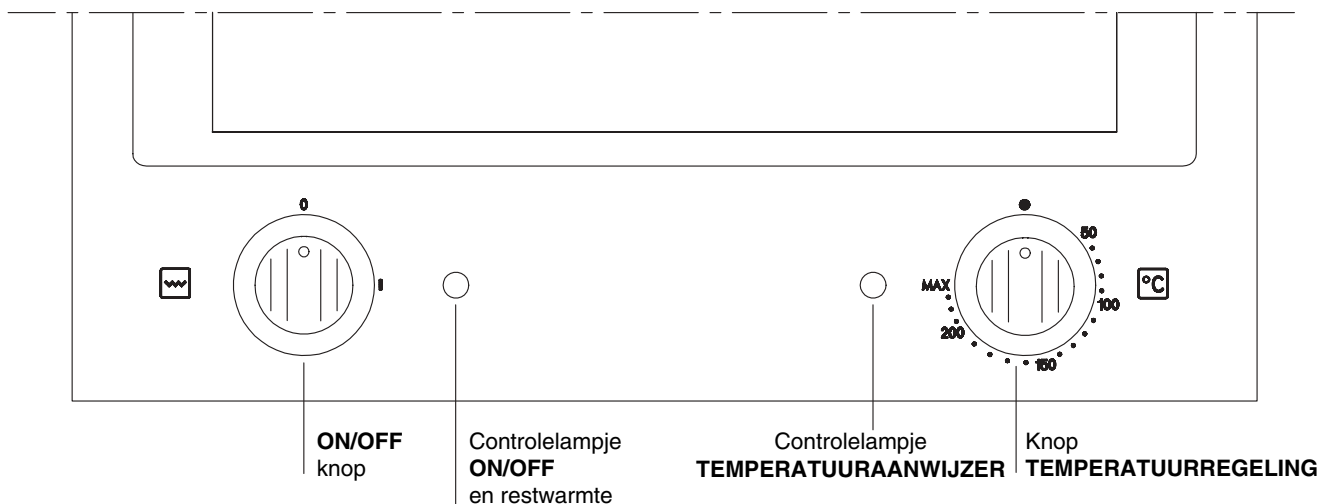 0
I
50
°C
MAX
100
200
150
ON/OFF
knop
Controlelampje
ON/OFF
en restwarmte
Controlelampje
TEMPERATUURAANWIJZER
Knop
TEMPERATUURREGELING